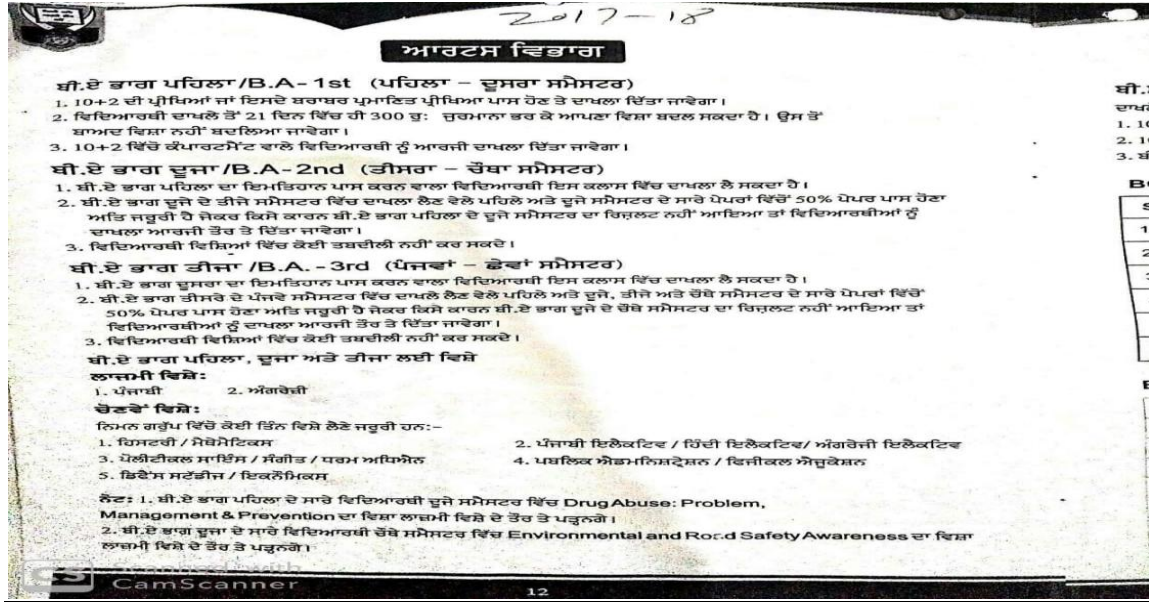 2017-18
ਆਰਟਸ ਵਿਭਾਗ
ਬੀ.ਏ ਭਾਗ ਪਹਿਲਾ/B.A- 1st (ਪਹਿਲਾ – ਦੂਸਰਾ ਸਮੈਸਟਰ)
1. 10+2 ਦੀ ਪ੍ਰੀਖਿਆਂ ਜਾਂ ਇਸਦੇ ਬਰਾਬਰ ਪ੍ਰਮਾਣਿਤ ਪ੍ਰੀਖਿਆ ਪਾਸ ਹੋਣ ਤੇ ਦਾਖਲਾ ਦਿੱਤਾ ਜਾਵੇਗਾ।
2. ਵਿਦਿਆਰਥੀ ਦਾਖਲੇ ਤੋਂ 21 ਦਿਨ ਵਿੱਚ ਹੀ 300 ਰੁ: ਜੁਰਮਾਨਾ ਭਰ ਕੇ ਆਪਣਾ ਵਿਸ਼ਾ ਬਦਲ ਸਕਦਾ ਹੈ। ਉਸ ਤੋਂ
ਬਾਅਦ ਵਿਸ਼ਾ ਨਹੀਂ ਬਦਲਿਆ ਜਾਵੇਗਾ।
3. 10+2 ਵਿੱਚੋਂ ਕੰਪਾਰਟਮੈਂਟ ਵਾਲੇ ਵਿਦਿਆਰਥੀ ਨੂੰ ਆਰਜੀ ਦਾਖਲਾ ਦਿੱਤਾ ਜਾਵੇਗਾ।
ਬੀ.ਏ ਭਾਗ ਦੂਜਾ/B.A-2nd (ਤੀਸਰਾ – ਚੌਥਾ ਸਮੈਸਟਰ)
1. ਬੀ.ਏ ਭਾਗ ਪਹਿਲਾ ਦਾ ਇਮਤਿਹਾਨ ਪਾਸ ਕਰਨ ਵਾਲਾ ਵਿਦਿਆਰਥੀ ਇਸ ਕਲਾਸ ਵਿੱਚ ਦਾਖਲਾ ਲੈ ਸਕਦਾ ਹੈ।
2. ਬੀ.ਏ ਭਾਗ ਦੂਜੇ ਦੇ ਤੀਜੇ ਸਮੈਸਟਰ ਵਿੱਚ ਦਾਖਲਾ ਲੈਣ ਵੇਲੇ ਪਹਿਲੇ ਅਤੇ ਦੂਜੇ ਸਮੈਸਟਰ ਦੇ ਸਾਰੇ ਪੇਪਰਾਂ ਵਿੱਚੋਂ 50% ਪੇਪਰ ਪਾਸ ਹੋਣਾ
ਅਤਿ ਜਰੂਰੀ ਹੈ ਜੇਕਰ ਕਿਸੇ ਕਾਰਨ ਬੀ.ਏ ਭਾਗ ਪਹਿਲਾ ਦੇ ਦੂਜੇ ਸਮੈਸਟਰ ਦਾ ਰਿਜ਼ਲਟ ਨਹੀਂ ਆਇਆ ਤਾਂ ਵਿਦਿਆਰਥੀਆਂ ਨੂੰ
ਦਾਖਲਾ ਆਰਜੀ ਤੌਰ ਤੇ ਦਿੱਤਾ ਜਾਵੇਗਾ।
3. ਵਿਦਿਆਰਥੀ ਵਿਸ਼ਿਆਂ ਵਿੱਚ ਕੋਈ ਤਬਦੀਲੀ ਨਹੀਂ ਕਰ ਸਕਦੇ।
ਬੀ.ਏ ਭਾਗ ਤੀਜਾ /B.A. -3rd (ਪੰਜਵਾਂ – ਛੇਵਾਂ ਸਮੈਸਟਰ)
1. ਬੀ.ਏ ਭਾਗ ਦੂਸਰਾ ਦਾ ਇਮਤਿਹਾਨ ਪਾਸ ਕਰਨ ਵਾਲਾ ਵਿਦਿਆਰਥੀ ਇਸ ਕਲਾਸ ਵਿੱਚ ਦਾਖਲਾ ਲੈ ਸਕਦਾ ਹੈ।
2. ਬੀ.ਏ ਭਾਗ ਤੀਸਰੇ ਦੇ ਪੰਜਵੇ ਸਮੈਸਟਰ ਵਿੱਚ ਦਾਖਲੇ ਲੈਣ ਵੇਲੇ ਪਹਿਲੇ ਅਤੇ ਦੂਜੇ, ਤੀਜੇ ਅਤੇ ਚੌਥੇ ਸਮੈਸਟਰ ਦੇ ਸਾਰੇ ਪੇਪਰਾਂ ਵਿੱਚੋਂ
50% ਪੇਪਰ ਪਾਸ ਹੋਣਾ ਅਤਿ ਜਰੂਰੀ ਹੈ ਜੇਕਰ ਕਿਸੇ ਕਾਰਨ ਬੀ.ਏ ਭਾਗ ਦੂਜੇ ਦੇ ਚੌਥੇ ਸਮੈਸਟਰ ਦਾ ਰਿਜ਼ਲਟ ਨਹੀਂ ਆਇਆ ਤਾਂ
ਵਿਦਿਆਰਥੀਆਂ ਨੂੰ ਦਾਖਲਾ ਆਰਜੀ ਤੌਰ ਤੇ ਦਿੱਤਾ ਜਾਵੇਗਾ।
3. ਵਿਦਿਆਰਥੀ ਵਿਸ਼ਿਆਂ ਵਿੱਚ ਕੋਈ ਤਬਦੀਲੀ ਨਹੀਂ ਕਰ ਸਕਦੇ।
ਬੀ.ਏ ਭਾਗ ਪਹਿਲਾ, ਦੂਜਾ ਅਤੇ ਤੀਜਾ ਲਈ ਵਿਸ਼ੇ
ਲਾਜਮੀ ਵਿਸ਼ੇ:
1. ਪੰਜਾਬੀ 2. ਅੰਗਰੇਜ਼ੀ
ਚੋਣਵੇਂ ਵਿਸ਼ੇ:
ਨਿਮਨ ਗਰੁੱਪ ਵਿੱਚੋਂ ਕੋਈ ਤਿੰਨ ਵਿਸ਼ੇ ਲੈਣੇ ਜਰੂਰੀ ਹਨ:-
1. ਹਿਸਟਰੀ / ਮੈਥੇਮੈਟਿਕਸ 2. ਪੰਜਾਬੀ ਇਲੈਕਟਿਵ / ਹਿੰਦੀ ਇਲੈਕਟਿਵ/ ਅੰਗਰੇਜੀ ਇਲੈਕਟਿਵ
3. ਪੋਲੀਟੀਕਲ ਸਾਇੰਸ / ਸੰਗੀਤ / ਧਰਮ ਅਧਿਐਨ 4. ਪਬਲਿਕ ਐਡਮਨਿਸ਼ਟ੍ਰੇਸ਼ਨ / ਫਿਜੀਕਲ ਐਜੂਕੇਸ਼ਨ
5. ਡਿਫੈਂਸ ਸਟੱਡੀਜ / ਇਕਨੌਮਿਕਸ
ਨੋਟ: 1. ਬੀ.ਏ ਭਾਗ ਪਹਿਲਾ ਦੇ ਸਾਰੇ ਵਿਦਿਆਰਥੀ ਦੂਜੇ ਸਮੈਸਟਰ ਵਿੱਚ Drug Abuse: Problem,
Management & Prevention ਦਾ ਵਿਸ਼ਾ ਲਾਜ਼ਮੀ ਵਿਸ਼ੇ ਦੇ ਤੌਰ ਤੇ ਪੜ੍ਹਨਗੇ।
2. ਬੀ.ਏ ਭਾਗ ਦੂਜਾ ਦੇ ਸਾਰੇ ਵਿਦਿਆਰਥੀ ਚੌਥੇ ਸਮੈਸਟਰ ਵਿੱਚ Environmental and Road Safety Awareness ਦਾ ਵਿਸ਼ਾ
ਲਾਜ਼ਮੀ ਵਿਸ਼ੇ ਦੇ ਤੌਰ ਤੇ ਪੜ੍ਹਨਗੇ।
CS Scanned with
CamScanner
12